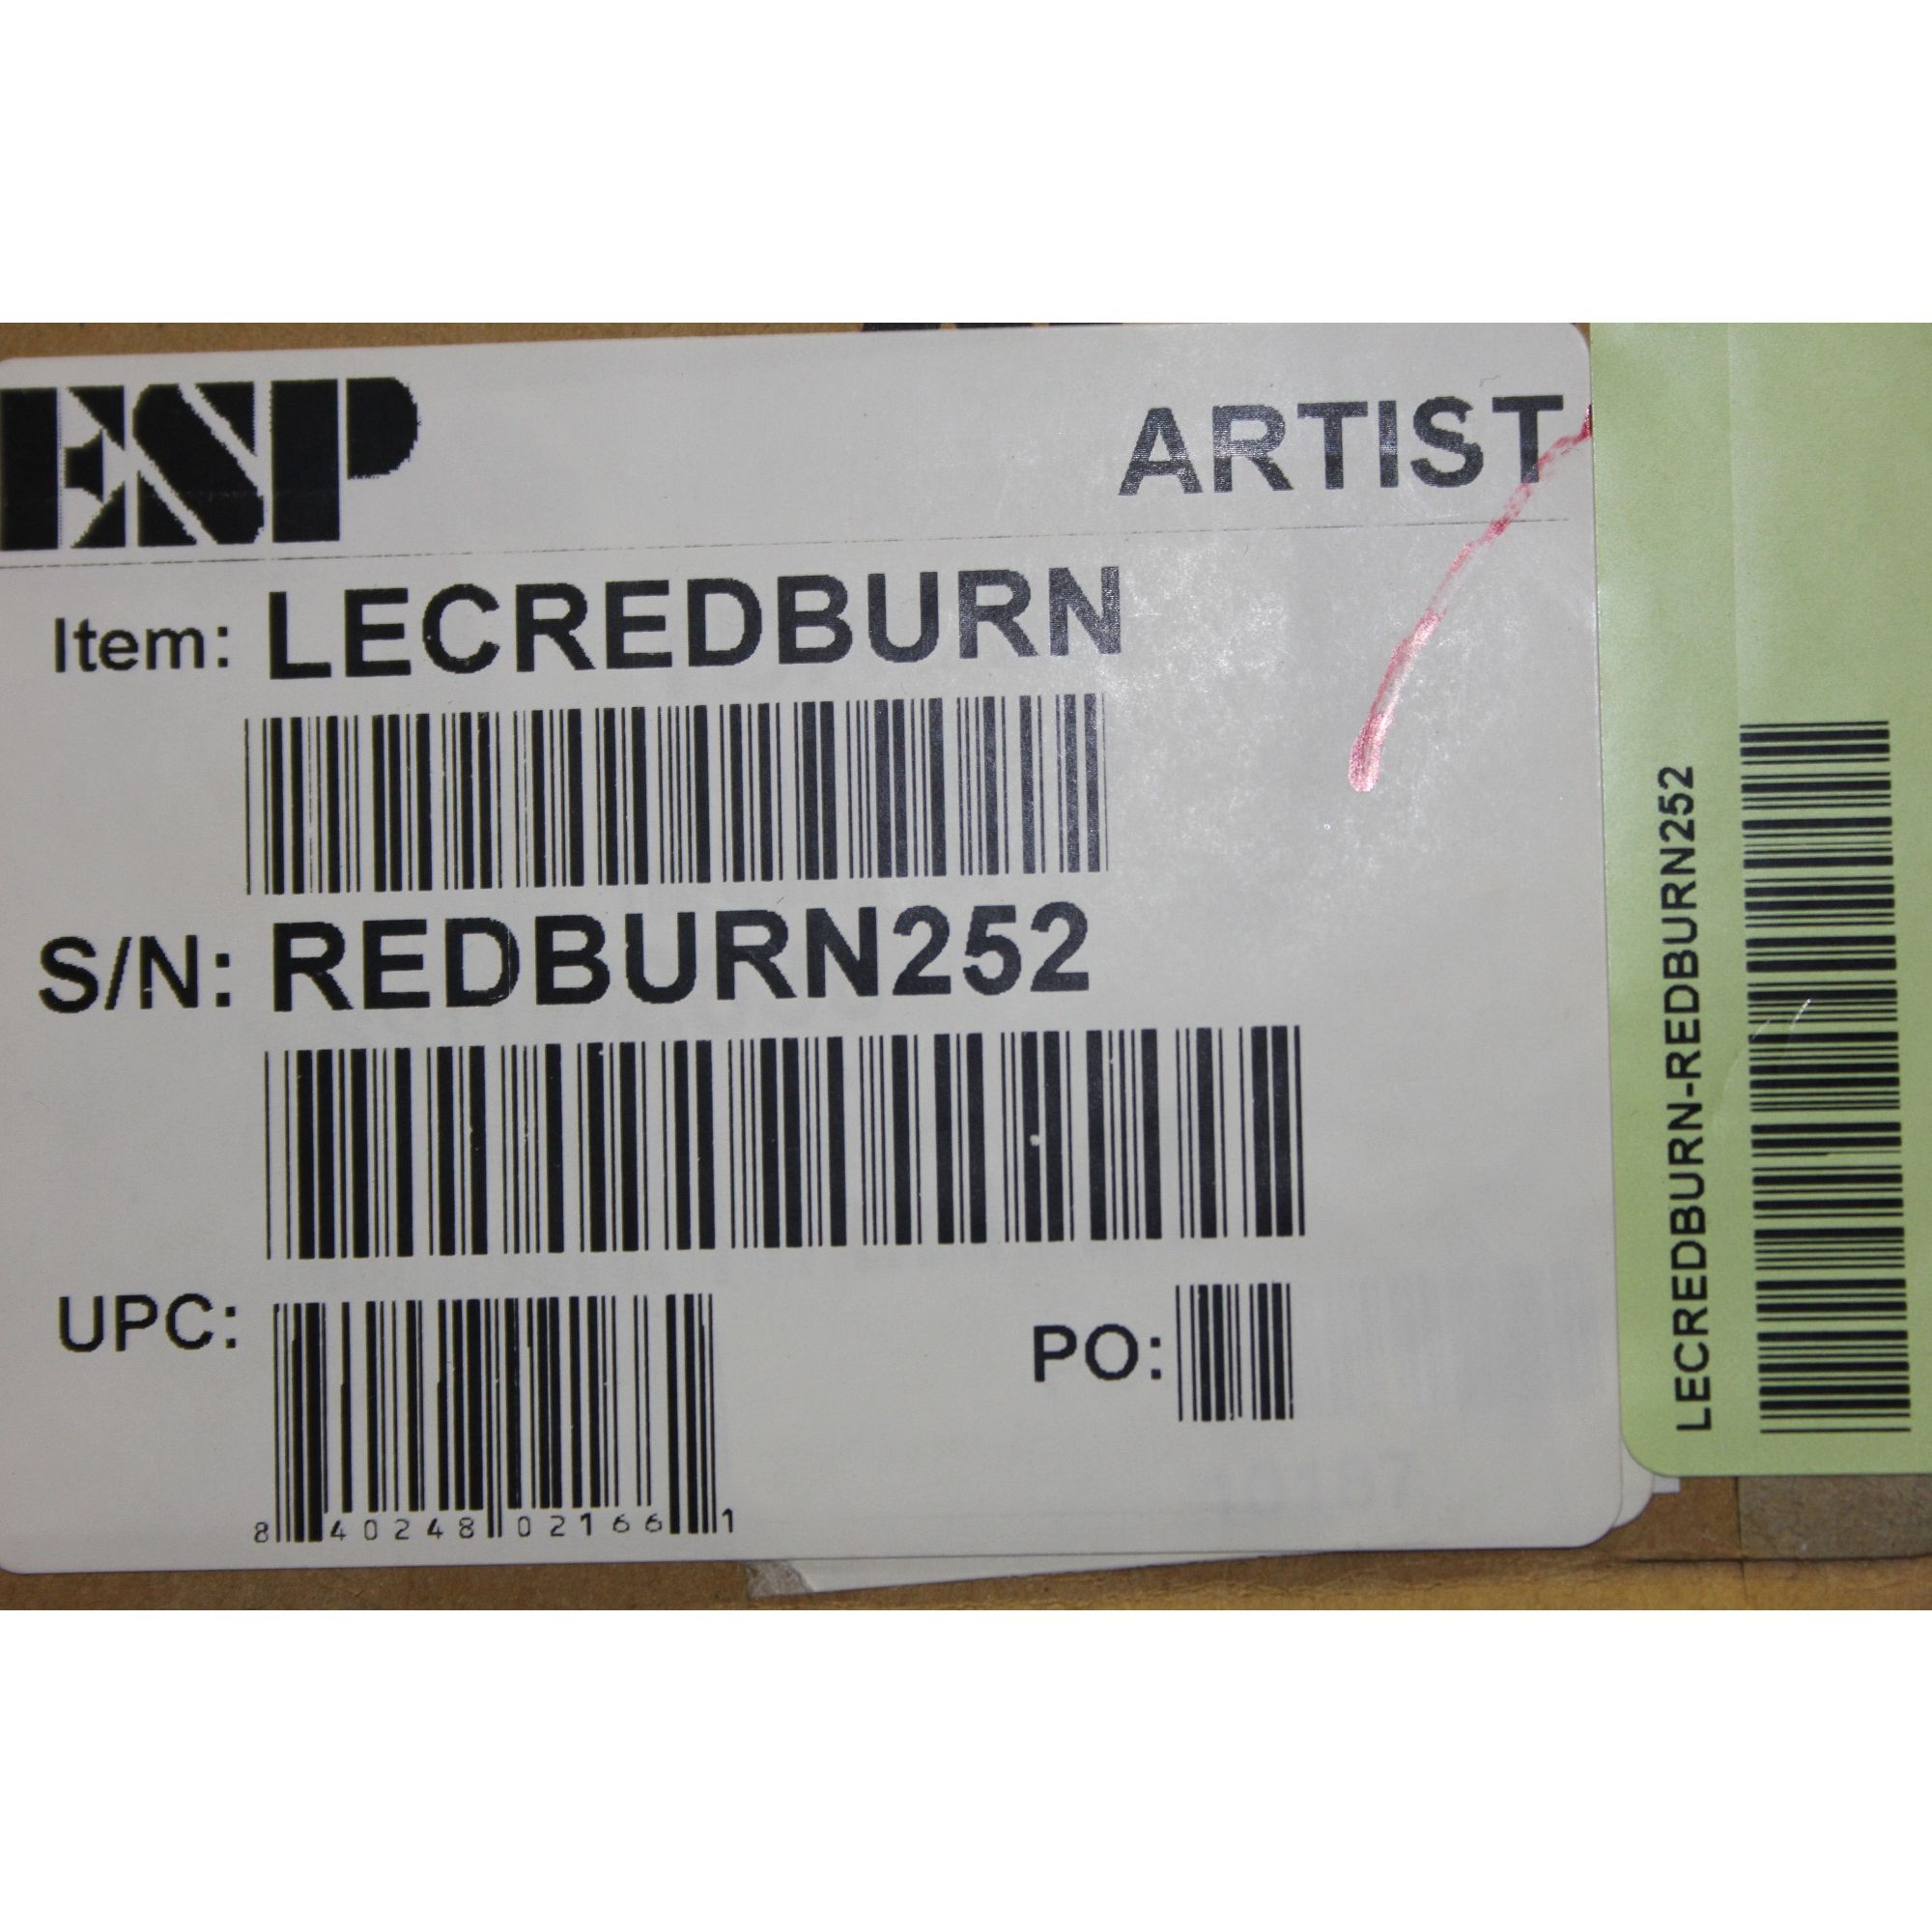 ESP
ARTIST
Item: LECREDBURN
S/N: REDBURN252
UPC:
8 40248 02166 1
PO:
LECREDBURN-REDBURN252